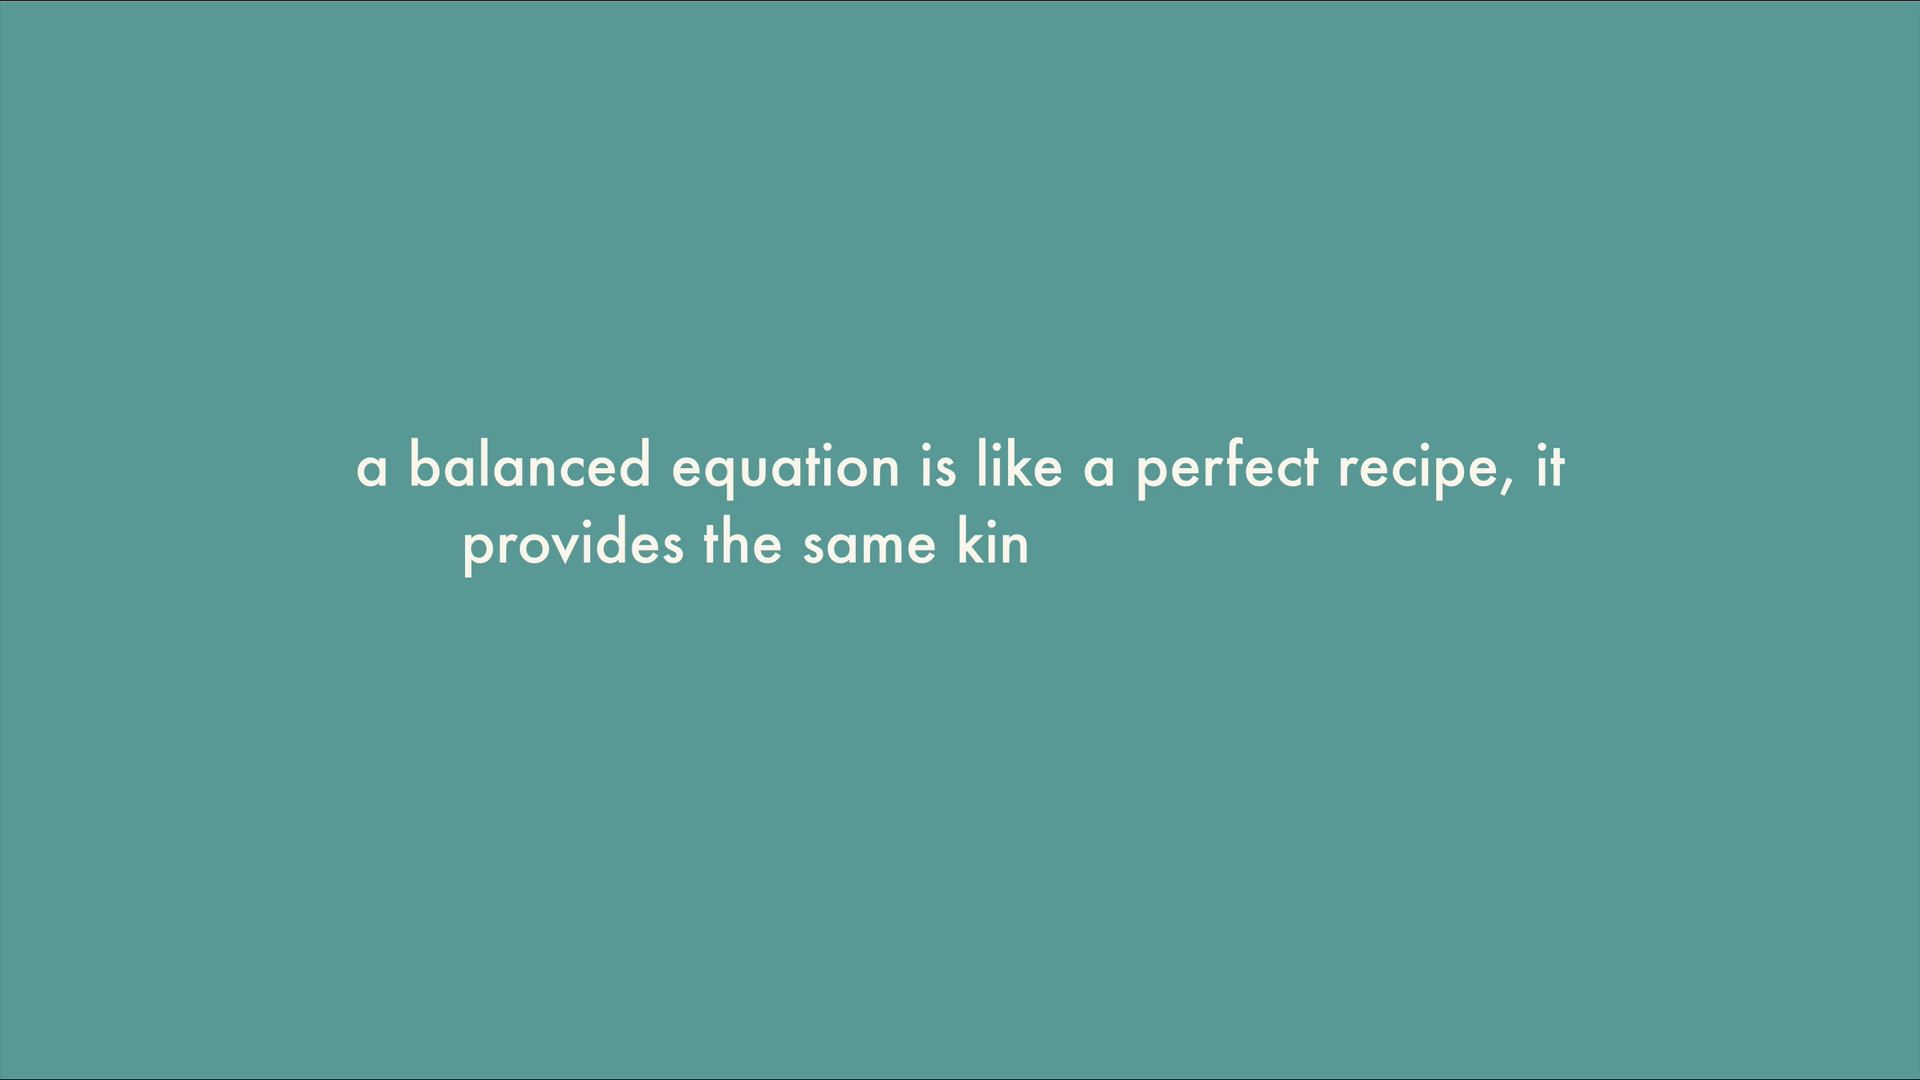 a balanced equation is like a perfect recipe, it
provides the same kin